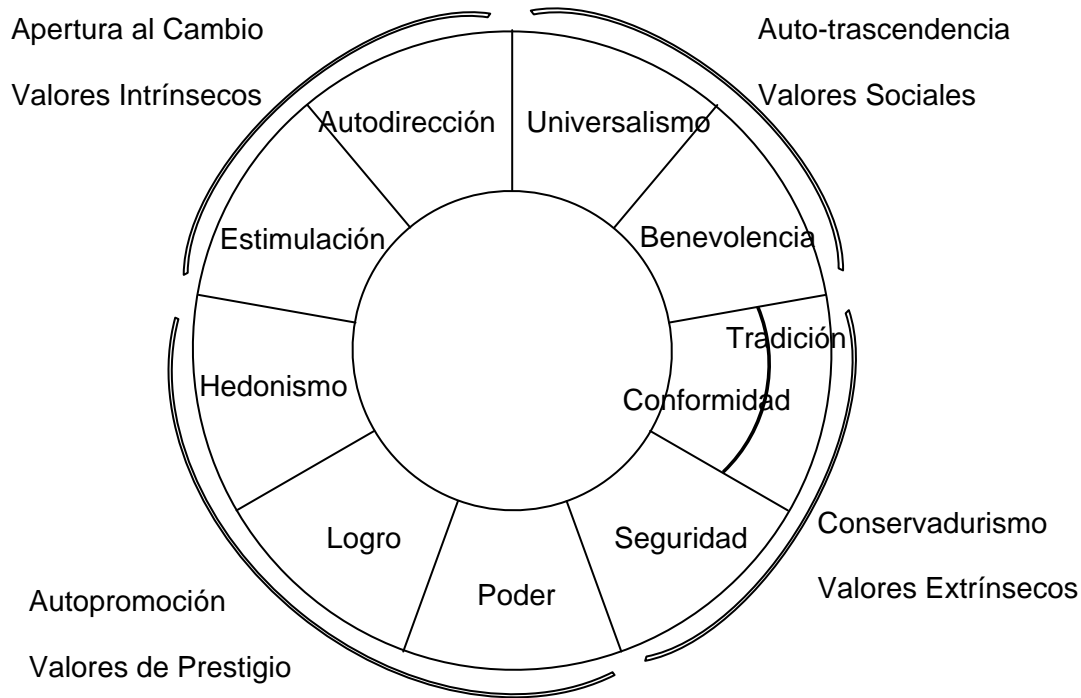 Apertura al Cambio
Valores Intrínsecos
Auto-trascendencia
Valores Sociales
Autodirección
Universalismo
Estimulación
Benevolencia
Tradición
Hedonismo
Conformidad
Logro
Seguridad
Poder
Conservadurismo
Valores Extrínsecos
Autopromoción
Valores de Prestigio